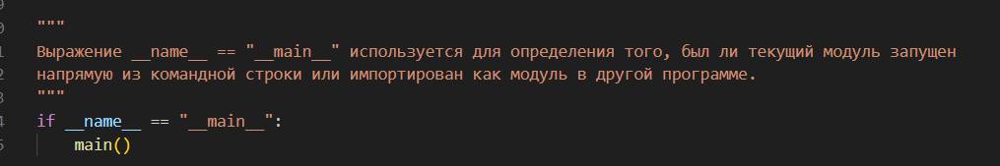 """
Выражение __name__ == "__main__" используется для определения того, был ли текущий модуль запущен
напрямую из командной строки или импортирован как модуль в другой программе.
"""
if __name__ == "__main__":
    main()